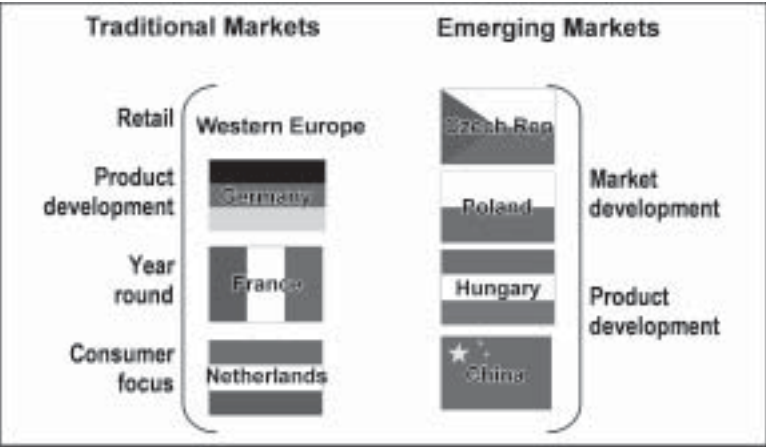 Traditional Markets
Retail
Product
development
Year
round
Consumer
focus
Western Europe
Germany
France
Netherlands
Emerging Markets
Czech Rep
Poland
Hungary
China
Market
development
Product
development